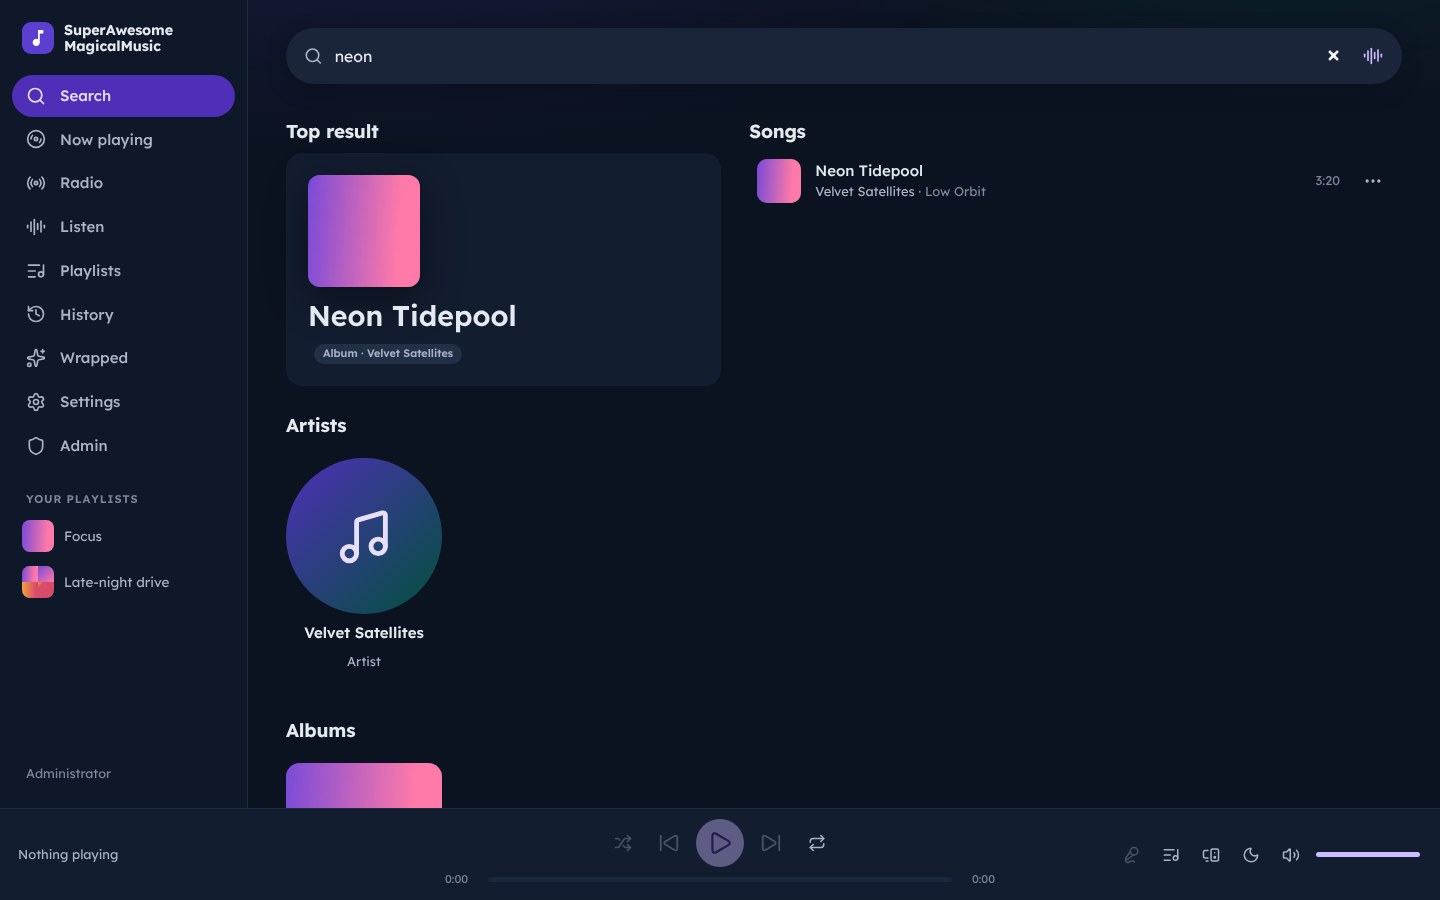 SuperAwesome
MagicalMusic
Search
Now playing
Radio
Listen
Playlists
History
Wrapped
Settings
Admin
YOUR PLAYLISTS
Focus
Late-night drive
Administrator
neon
Top result
Neon Tidepool
Album · Velvet Satellites
Songs
Neon Tidepool
Velvet Satellites · Low Orbit
3:20
Artists
Velvet Satellites
Artist
Albums
Nothing playing
0:00
0:00